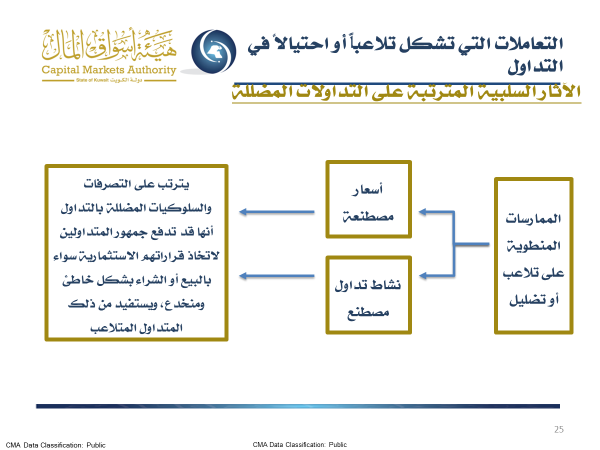 هيئة أسواق المال
Capital Markets Authority
State of Kuwait - دولة الكويت
التعاملات التي تشكل تلاعباً أو احتيالاً في
التداول
الآثار السلبية المترتبة على التداولات المضللة
الممارسات
المنطوية
على تلاعب
أو تضليل
أسعار
مصطنعة
نشاط تداول
مصطنع
يترتب على التصرفات
والسلوكيات المضللة بالتداول
أنها قد تدفع جمهور المتداولين
لاتخاذ قراراتهم الاستثمارية سواء
بالبيع أو الشراء بشكل خاطئ
ومنخدع، ويستفيد من ذلك
المتداول المتلاعب
25
CMA Data Classification: Public
CMA Data Classification: Public